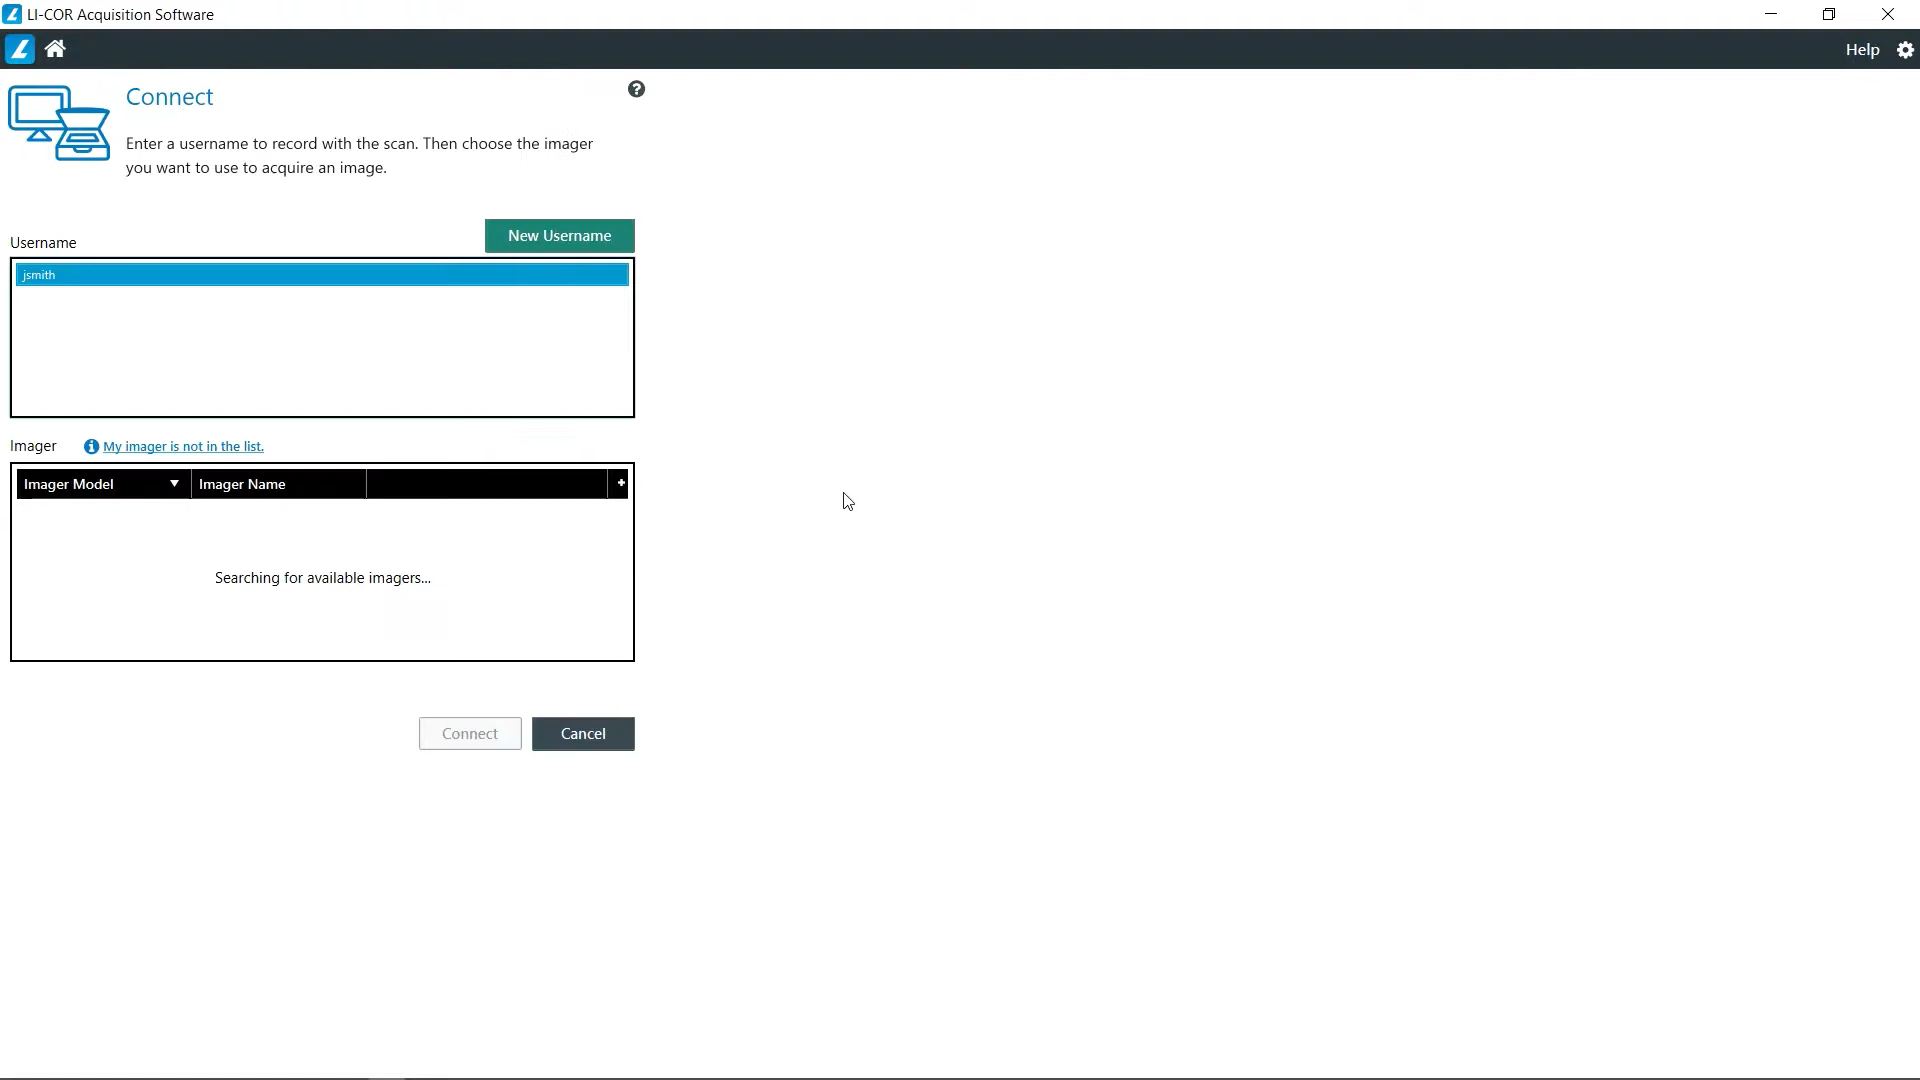 LI-COR Acquisition Software
Help
Connect
Enter a username to record with the scan. Then choose the imager
you want to use to acquire an image.
New Username
Username
jsmith
Imager
My imager is not in the list.
Imager Model
Imager Name
Searching for available imagers...
Connect
Cancel